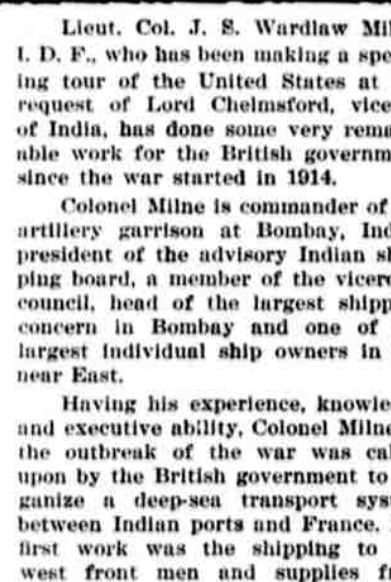 Lieut. Col. J. S. Wardlaw Mil
I. D. F., who has been making a spe
ing tour of the United States at
request of Lord Chelmsford, vice
of India, has done some very rema
able work for the British governm
since the war started in 1914.
Colonel Milne is commander of
artillery garrison at Bombay, Ind
president of the advisory Indian sh
ping board, a member of the vicer
council, head of the largest shipp
concern in Bombay and one of
largest individual ship owners in
near East.
Having his experience, knowle
and executive ability, Colonel Milne
the outbreak of the war was cal
upon by the British government to
ganize a deep-sea transport sys
between Indian ports and France.
first work was the shipping to
west front men and supplies f